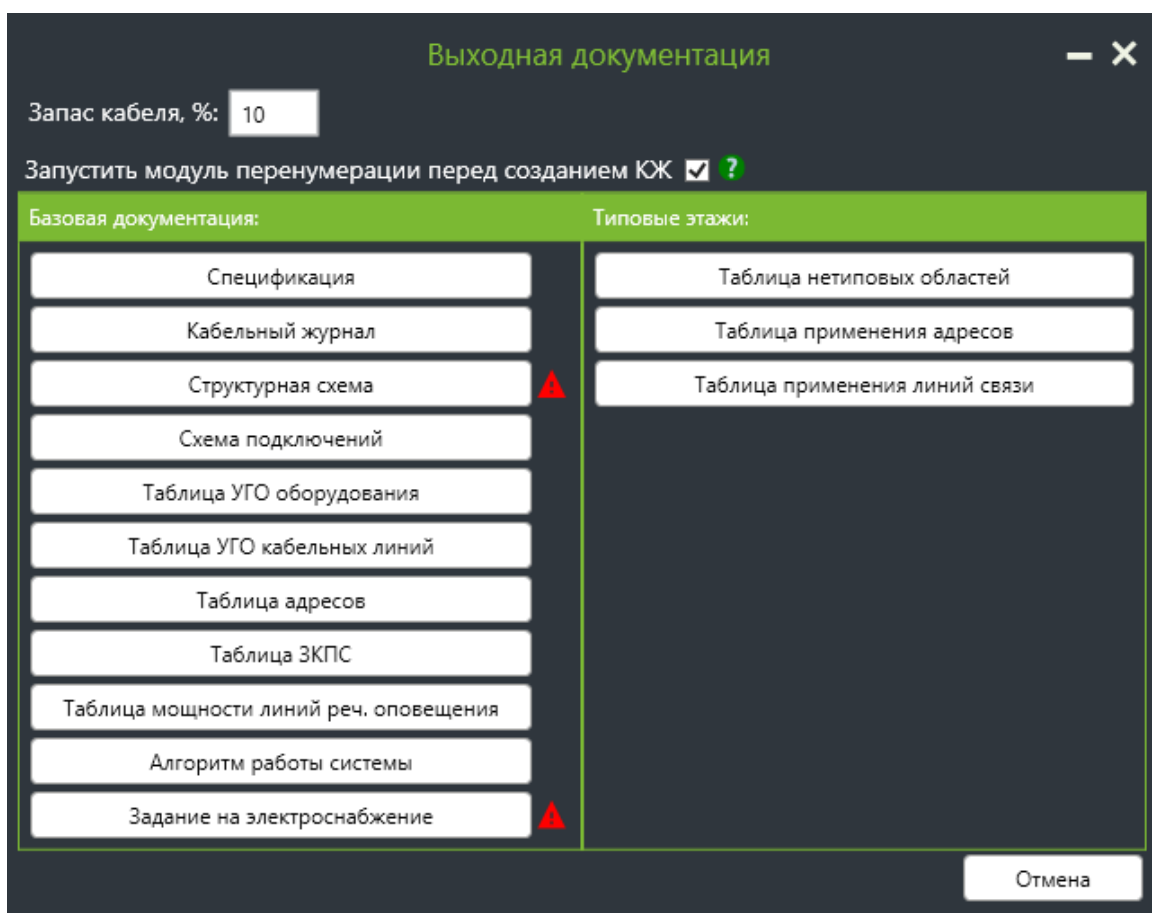 Выходная документация
Запас кабеля, %: 10
Запустить модуль перенумерации перед созданием КЖ ?
Базовая документация:
Спецификация
Кабельный журнал
Структурная схема
Схема подключений
Таблица УГО оборудования
Таблица УГО кабельных линий
Таблица адресов
Таблица ЗКПС
Таблица мощности линий реч. оповещения
Алгоритм работы системы
Задание на электроснабжение
Типовые этажи:
Таблица нетиповых областей
Таблица применения адресов
Таблица применения линий связи
Отмена